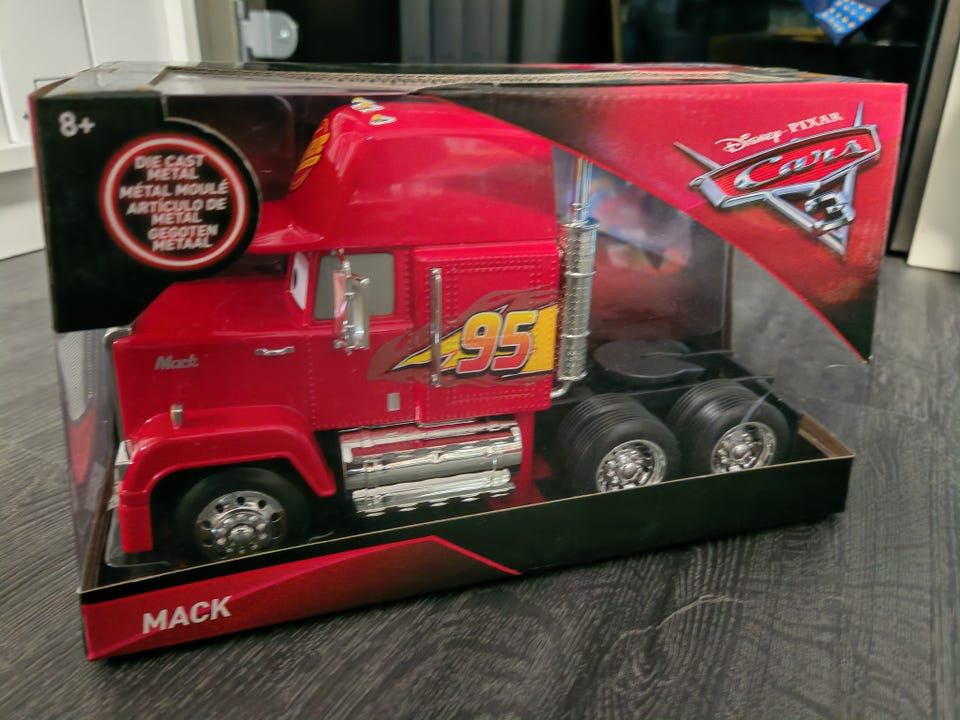 8+
DIE CAST
METAL
MÉTAL MOULÉ
ARTÍCULO DE
METAL
GEGOTEN
METAAL
DISNEY·PIXAR
Cars
3
Mack
95
MACK